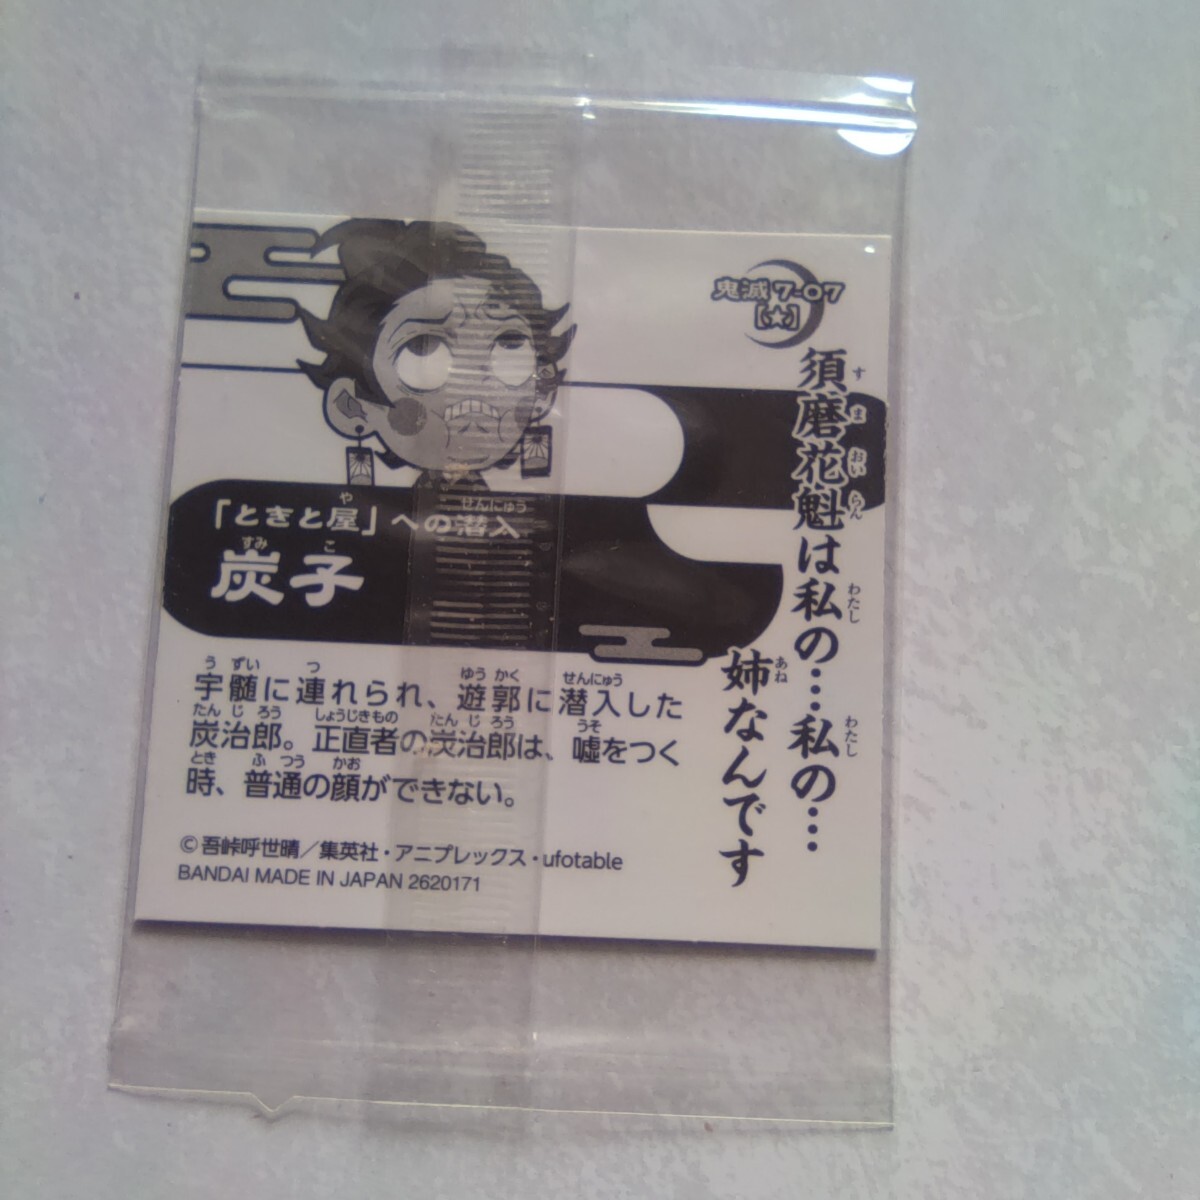 鬼滅 7-07
[★]
須磨花魁は私の…私の…
姉なんです
「ときと屋」への潜入
炭子
宇髄に連れられ、遊郭に潜入した
炭治郎。正直者の炭治郎は、嘘をつく
時、普通の顔ができない。
©吾峠呼世晴/集英社・アニプレックス・ufotable
BANDAI MADE IN JAPAN 2620171